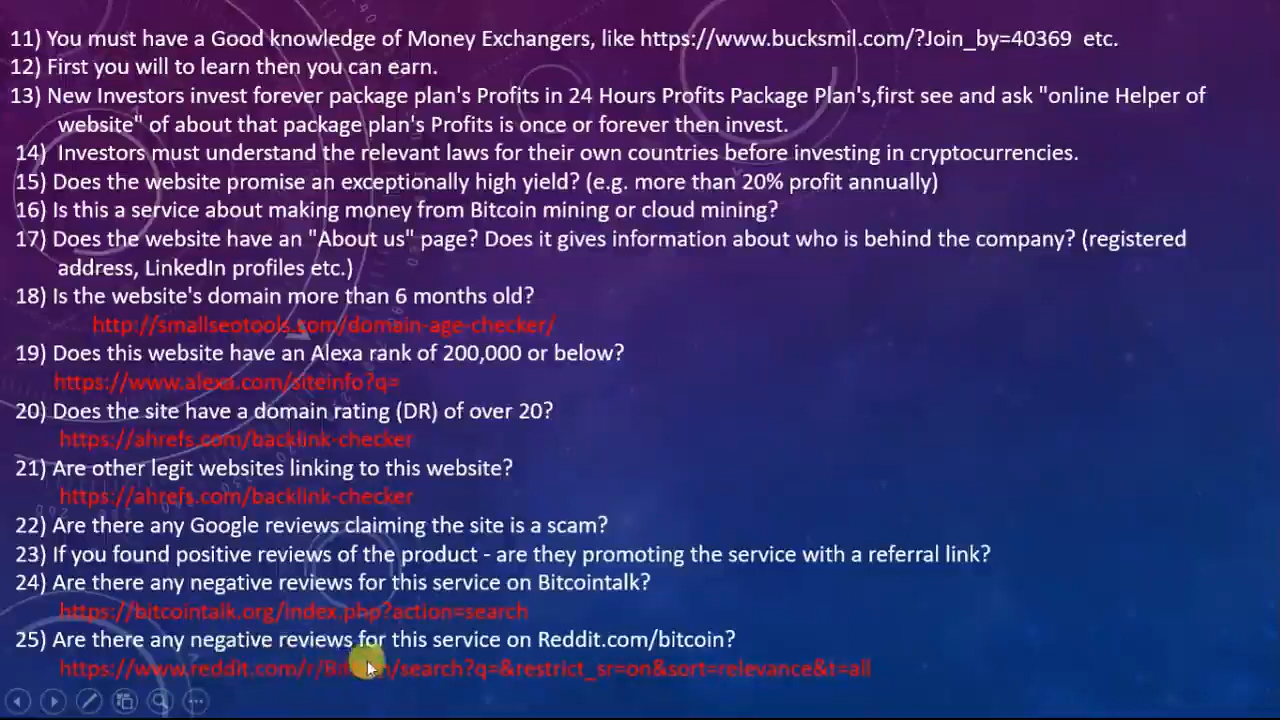 11) You must have a Good knowledge of Money Exchangers, like https://www.bucksmil.com/?Join_by=40369 etc.
12) First you will to learn then you can earn.
13) New Investors invest forever package plan's Profits in 24 Hours Profits Package Plan's,first see and ask "online Helper of
website" of about that package plan's Profits is once or forever then invest.
14) Investors must understand the relevant laws for their own countries before investing in cryptocurrencies.
15) Does the website promise an exceptionally high yield? (e.g. more than 20% profit annually)
16) Is this a service about making money from Bitcoin mining or cloud mining?
17) Does the website have an "About us" page? Does it gives information about who is behind the company? (registered
address, LinkedIn profiles etc.)
18) Is the website's domain more than 6 months old?
http://smallseotools.com/domain-age-checker/
19) Does this website have an Alexa rank of 200,000 or below?
https://www.alexa.com/siteinfo?q=
20) Does the site have a domain rating (DR) of over 20?
https://ahrefs.com/backlink-checker
21) Are other legit websites linking to this website?
https://ahrefs.com/backlink-checker
22) Are there any Google reviews claiming the site is a scam?
23) If you found positive reviews of the product - are they promoting the service with a referral link?
24) Are there any negative reviews for this service on Bitcointalk?
https://bitcointalk.org/index.php?action=search
25) Are there any negative reviews for this service on Reddit.com/bitcoin?
https://www.reddit.com/r/Bitcoin/search?q=&restrict_sr=on&sort=relevance&t=all